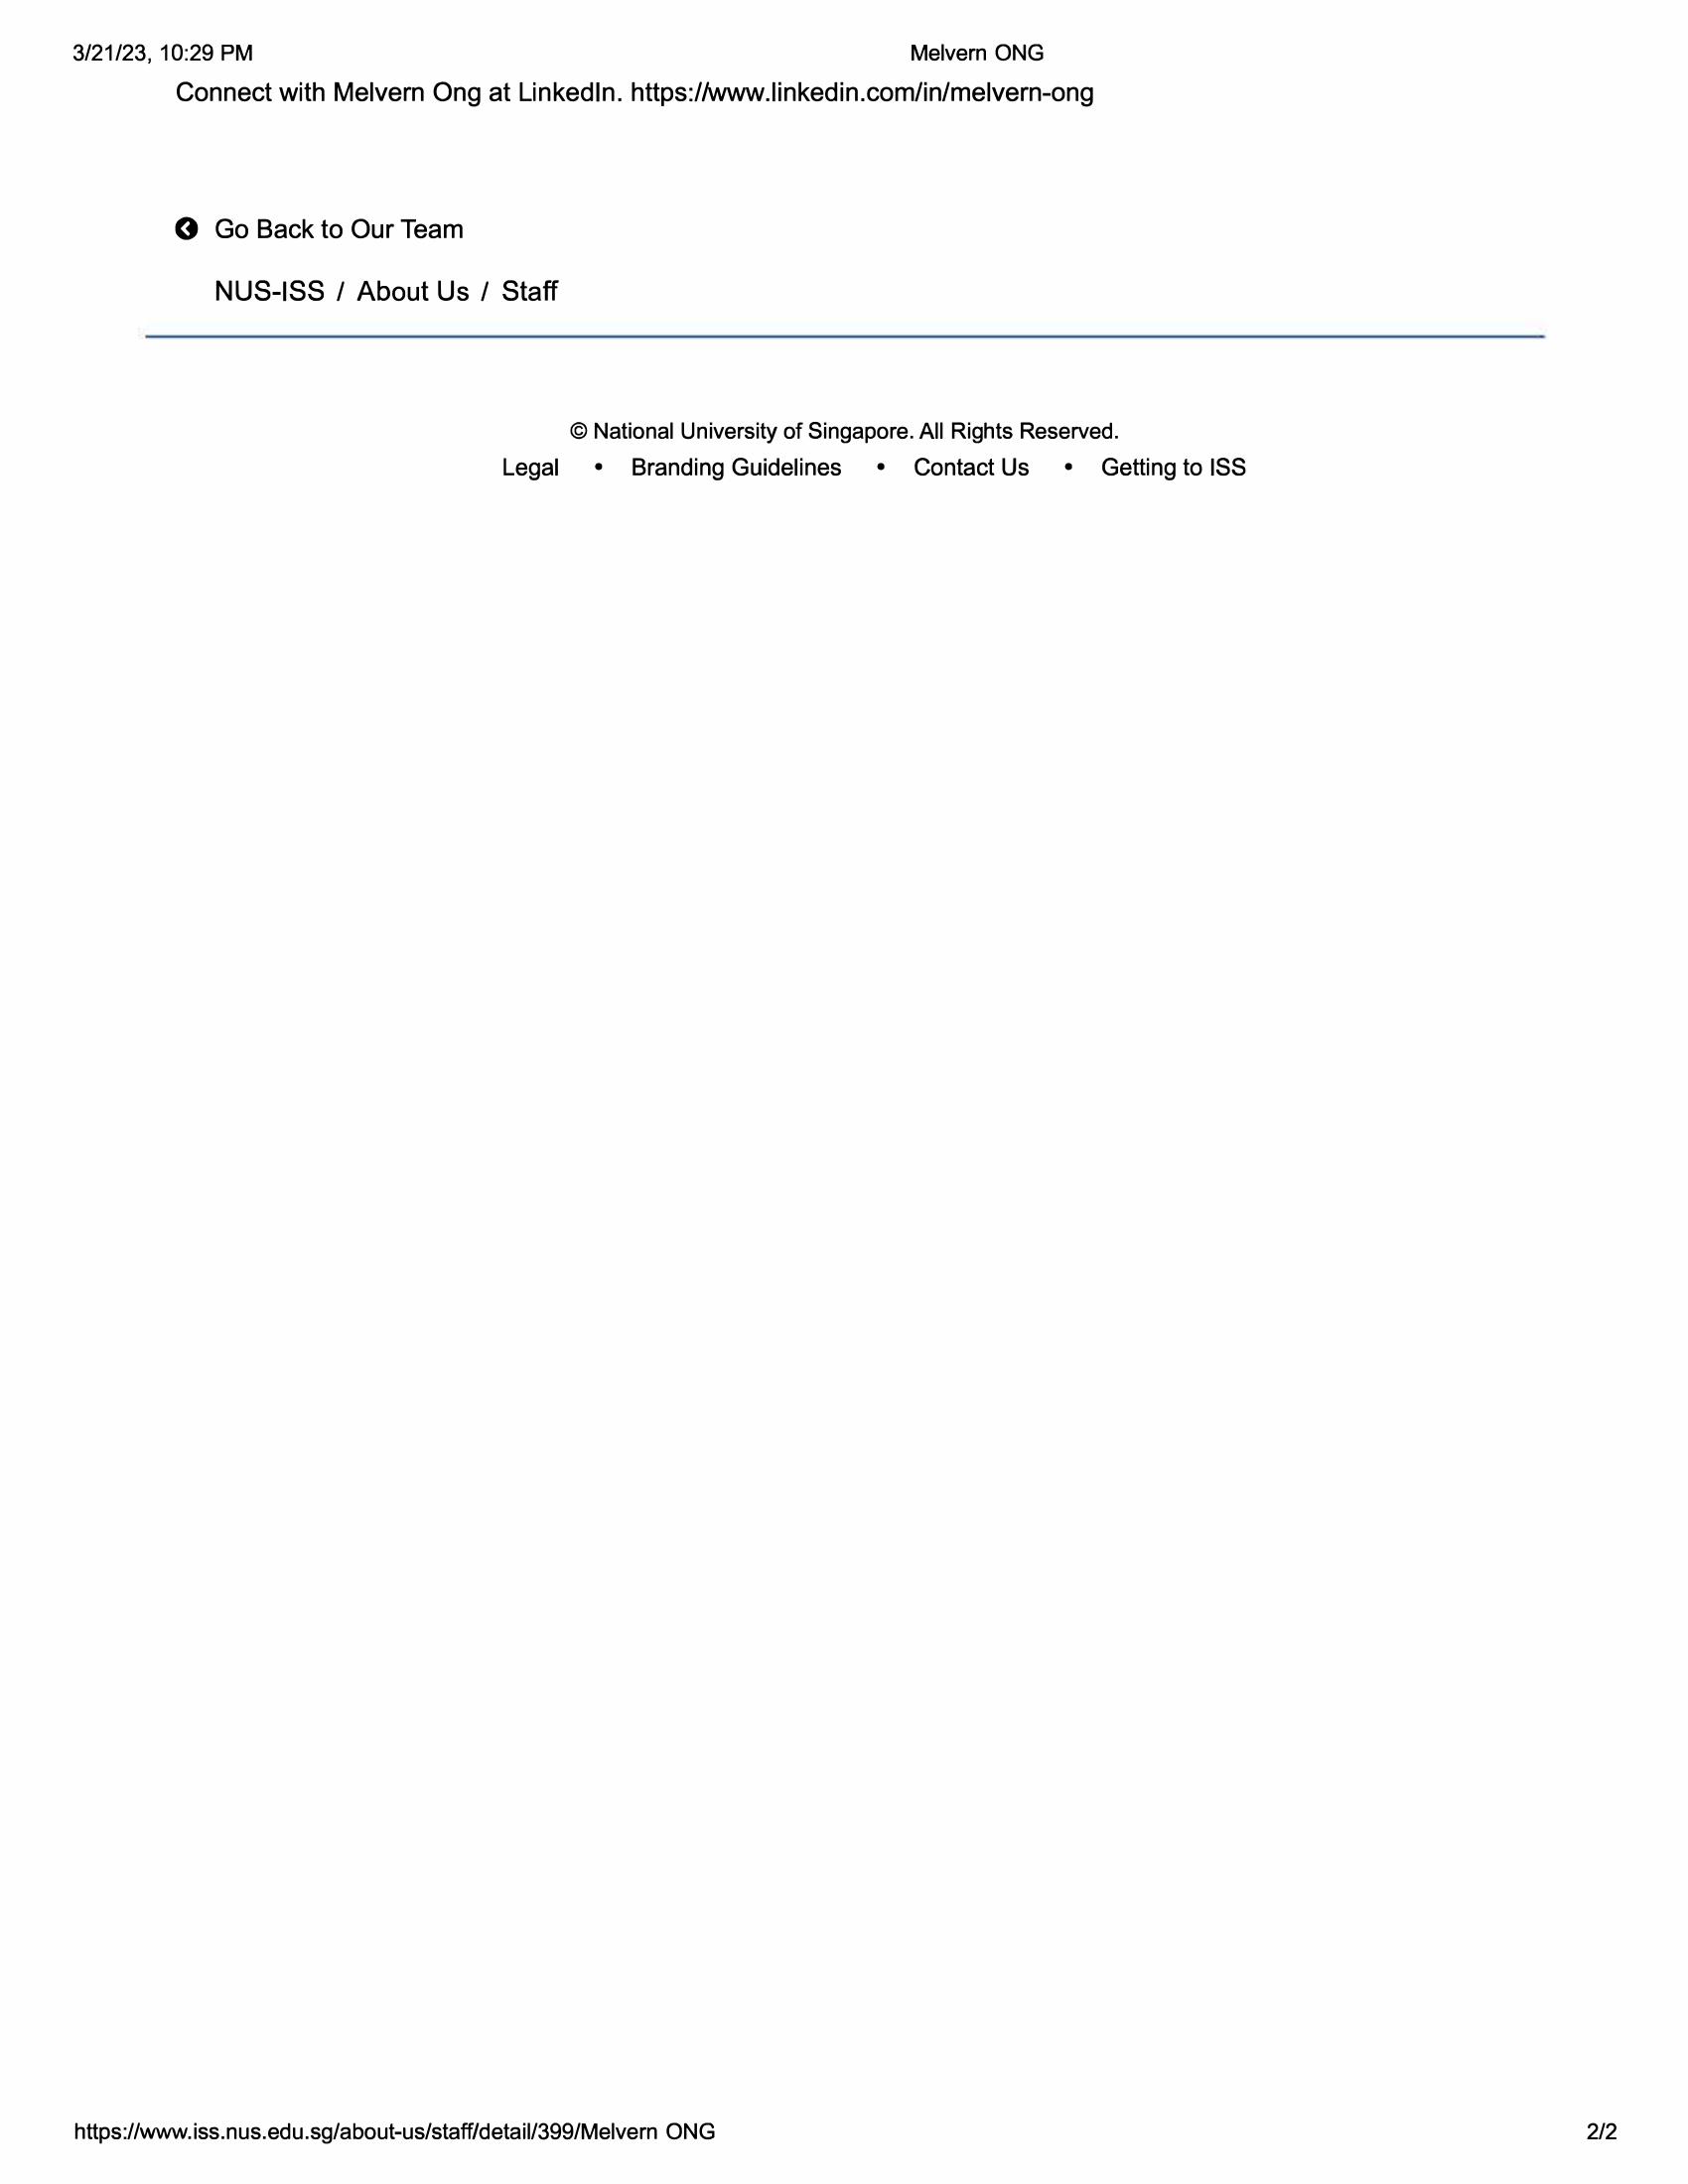 3/21/23, 10:29 PM Melvern ONG
Connect with Melvern Ong at LinkedIn. https://www.linkedin.com/in/melvern-ong
Go Back to Our Team
NUS-ISS / About Us / Staff
© National University of Singapore. All Rights Reserved.
Legal • Branding Guidelines • Contact Us • Getting to ISS
https://www.iss.nus.edu.sg/about-us/staff/detail/399/Melvern ONG 2/2